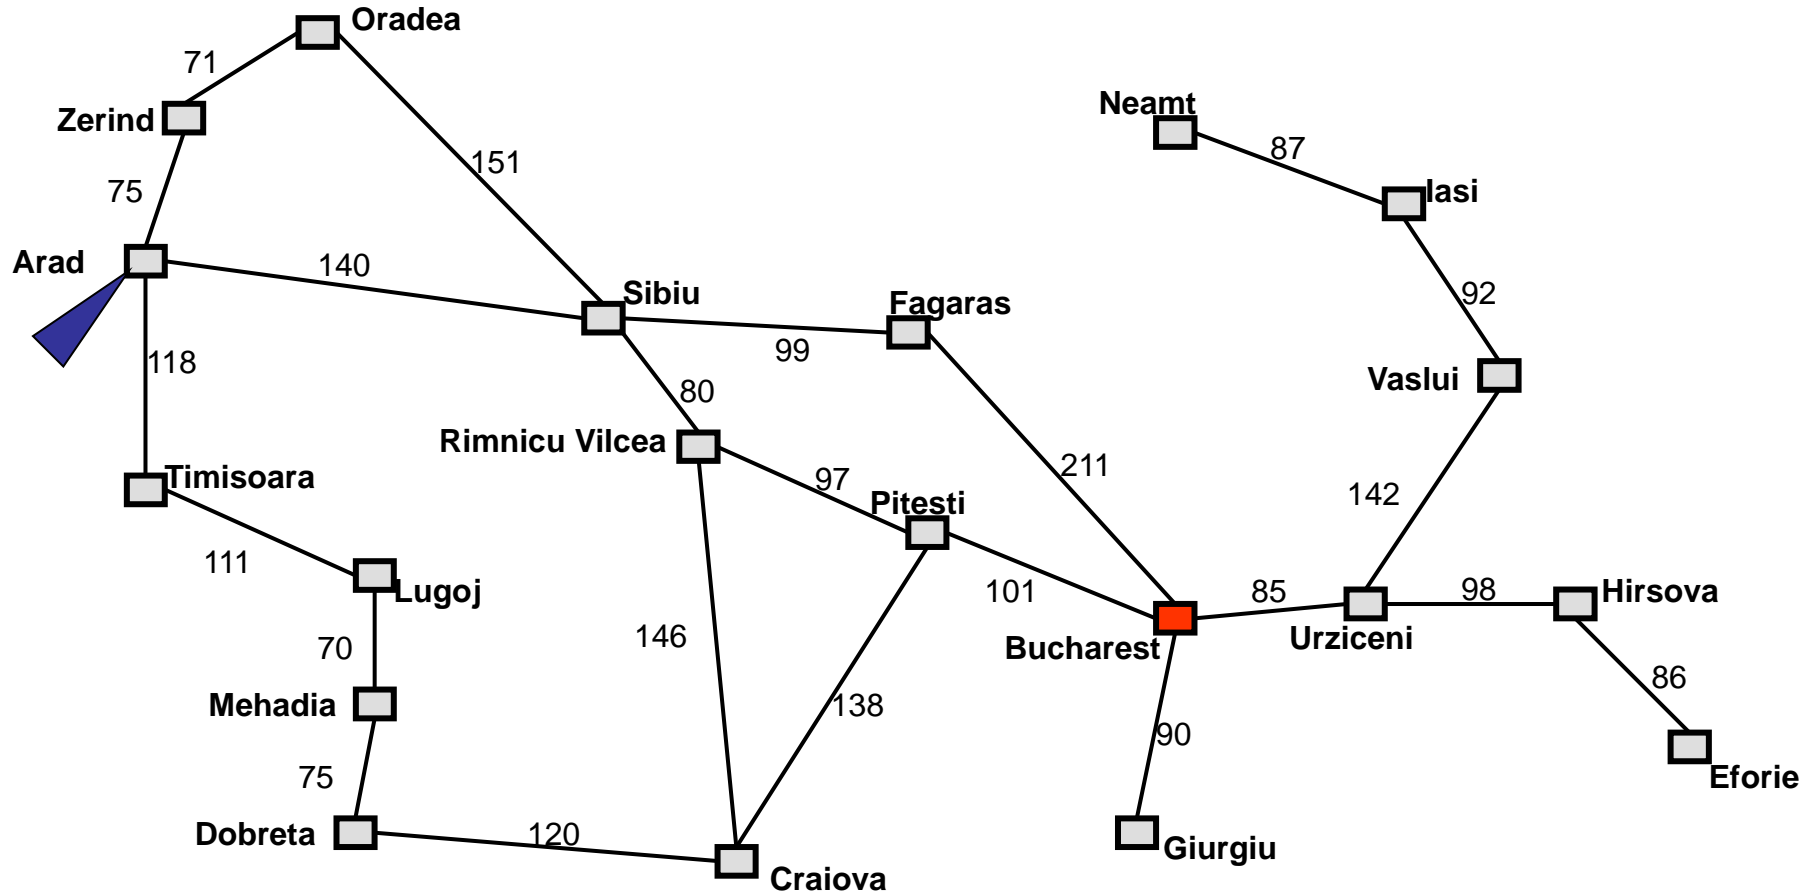 Oradea
71
Neamt
Zerind
87
151
75
Iasi
Arad
140
Sibiu
92
Fagaras
99
118
Vaslui
80
Rimnicu Vilcea
211
Timisoara
97
142
Pitesti
111
101
85
98
Hirsova
Lugoj
146
Urziceni
70
Bucharest
86
Mehadia
138
90
75
Eforie
Dobreta
120
Giurgiu
Craiova